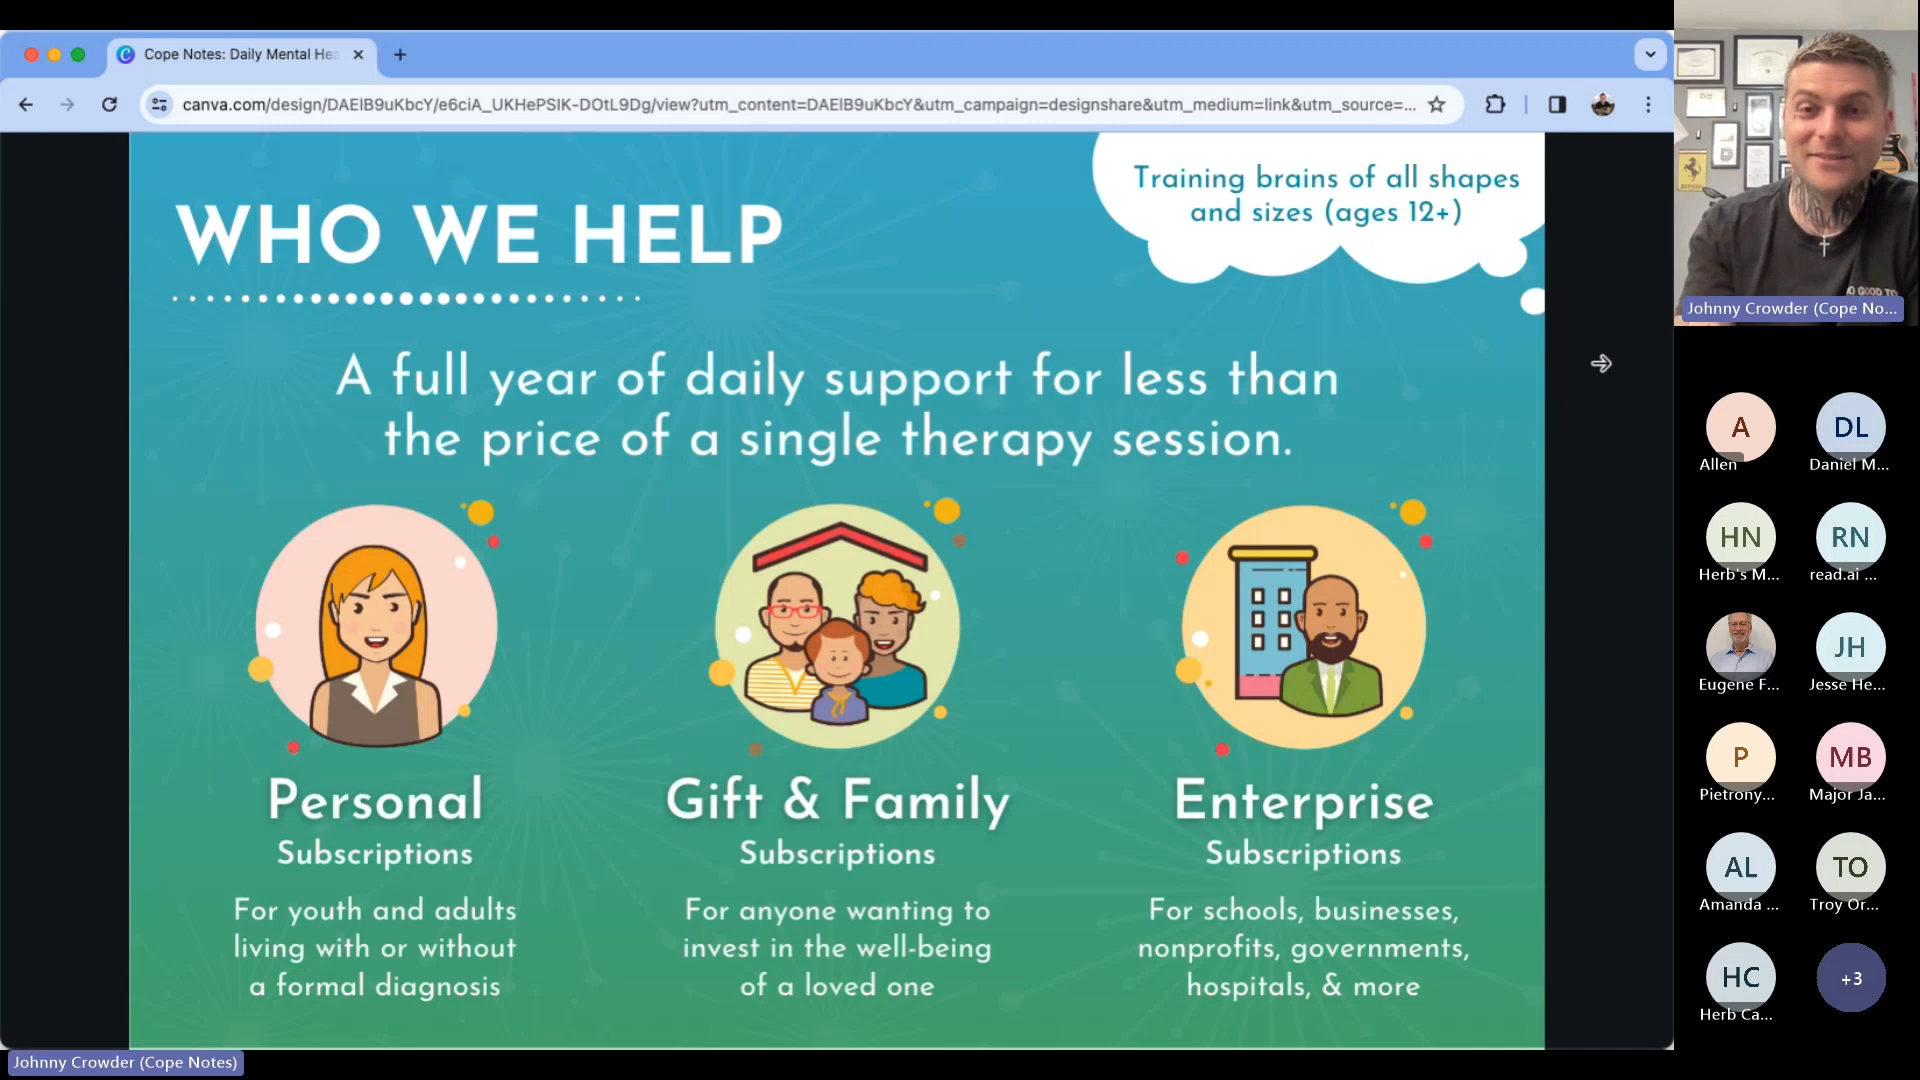 Cope Notes: Daily Mental Hea
canva.com/design/DAElB9uKbcY/e6ciA_UKHePSIK-DOtL9Dg/view?utm_content=DAElB9uKbcY&utm_campaign=designshare&utm_medium=link&utm_source=...
Training brains of all shapes
and sizes (ages 12+)
WHO WE HELP
A full year of daily support for less than
the price of a single therapy session.
Personal
Subscriptions
For youth and adults
living with or without
a formal diagnosis
Gift & Family
Subscriptions
For anyone wanting to
invest in the well-being
of a loved one
Enterprise
Subscriptions
For schools, businesses,
nonprofits, governments,
hospitals, & more
Johnny Crowder (Cope Notes)
GOOD TO
Johnny Crowder (Cope No...
A
Allen
DL
Daniel M...
HN
Herb's M...
RN
read.ai ...
Eugene F...
JH
Jesse He...
P
Pietrony...
MB
Major Ja...
AL
Amanda ...
TO
Troy Or...
HC
Herb Ca...
+3